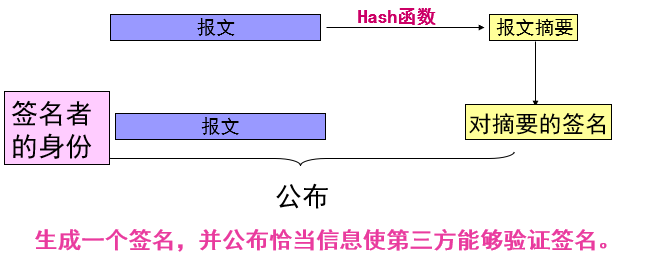 报文
Hash函数
报文摘要
签名者
的身份
报文
对摘要的签名
公布
生成一个签名，并公布恰当信息使第三方能够验证签名。